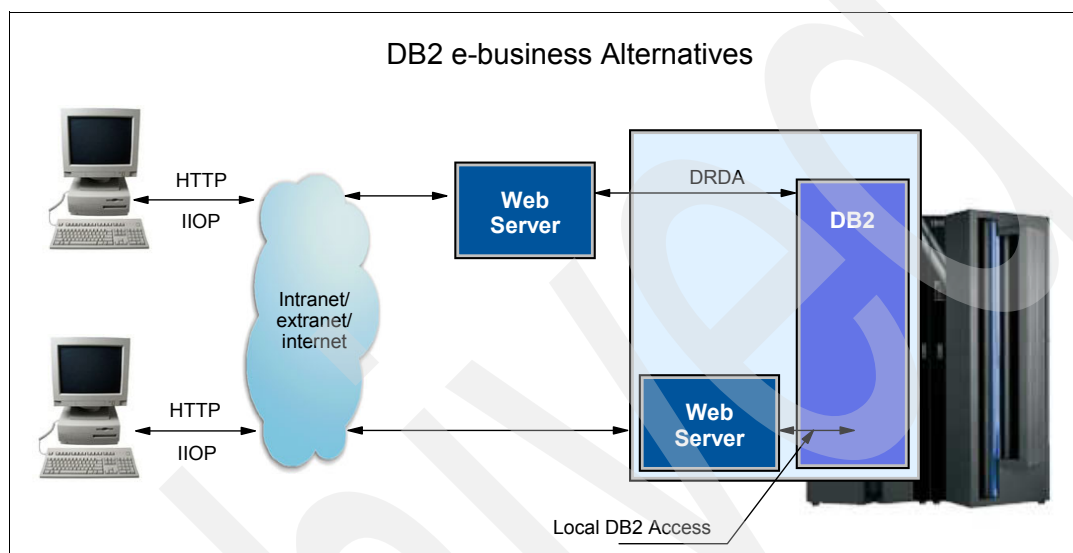 DB2 e-business Alternatives
HTTP
IIOP
Intranet/
extranet/
internet
Web
Server
DRDA
DB2
HTTP
IIOP
Web
Server
Local DB2 Access